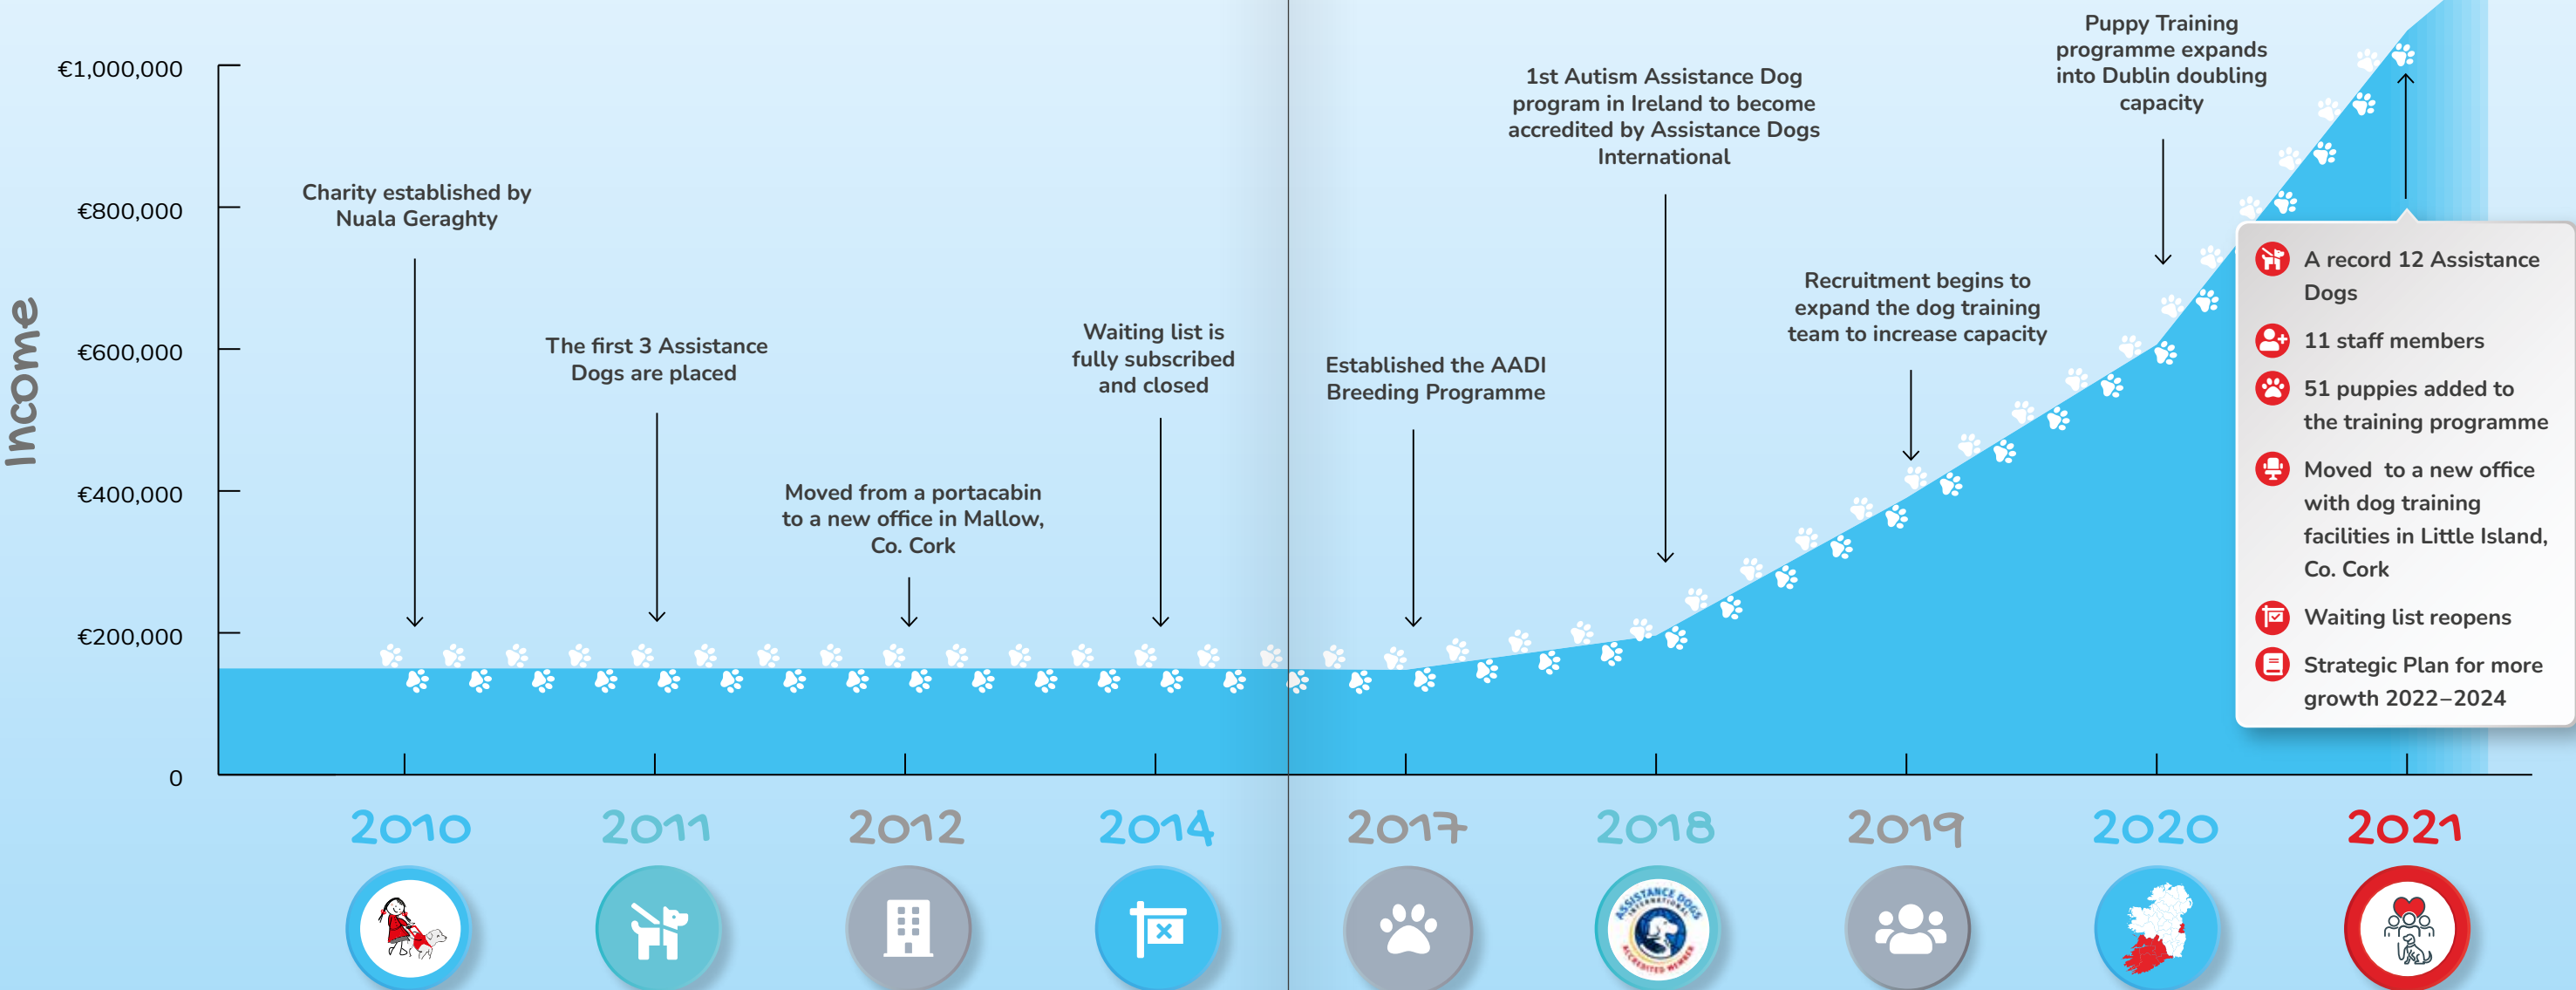 Income
€1,000,000
€800,000
€600,000
€400,000
€200,000
0
Charity established by
Nuala Geraghty
The first 3 Assistance
Dogs are placed
Moved from a portacabin
to a new office in Mallow,
Co. Cork
Waiting list is
fully subscribed
and closed
Established the AADI
Breeding Programme
1st Autism Assistance Dog
program in Ireland to become
accredited by Assistance Dogs
International
Recruitment begins to
expand the dog training
team to increase capacity
Puppy Training
programme expands
into Dublin doubling
capacity
A record 12 Assistance
Dogs
11 staff members
51 puppies added to
the training programme
Moved to a new office
with dog training
facilities in Little Island,
Co. Cork
Waiting list reopens
Strategic Plan for more
growth 2022–2024
2010
2011
2012
2014
2017
2018
2019
2020
2021
ASSISTANCE DOGS
INTERNATIONAL
ACCREDITED MEMBER